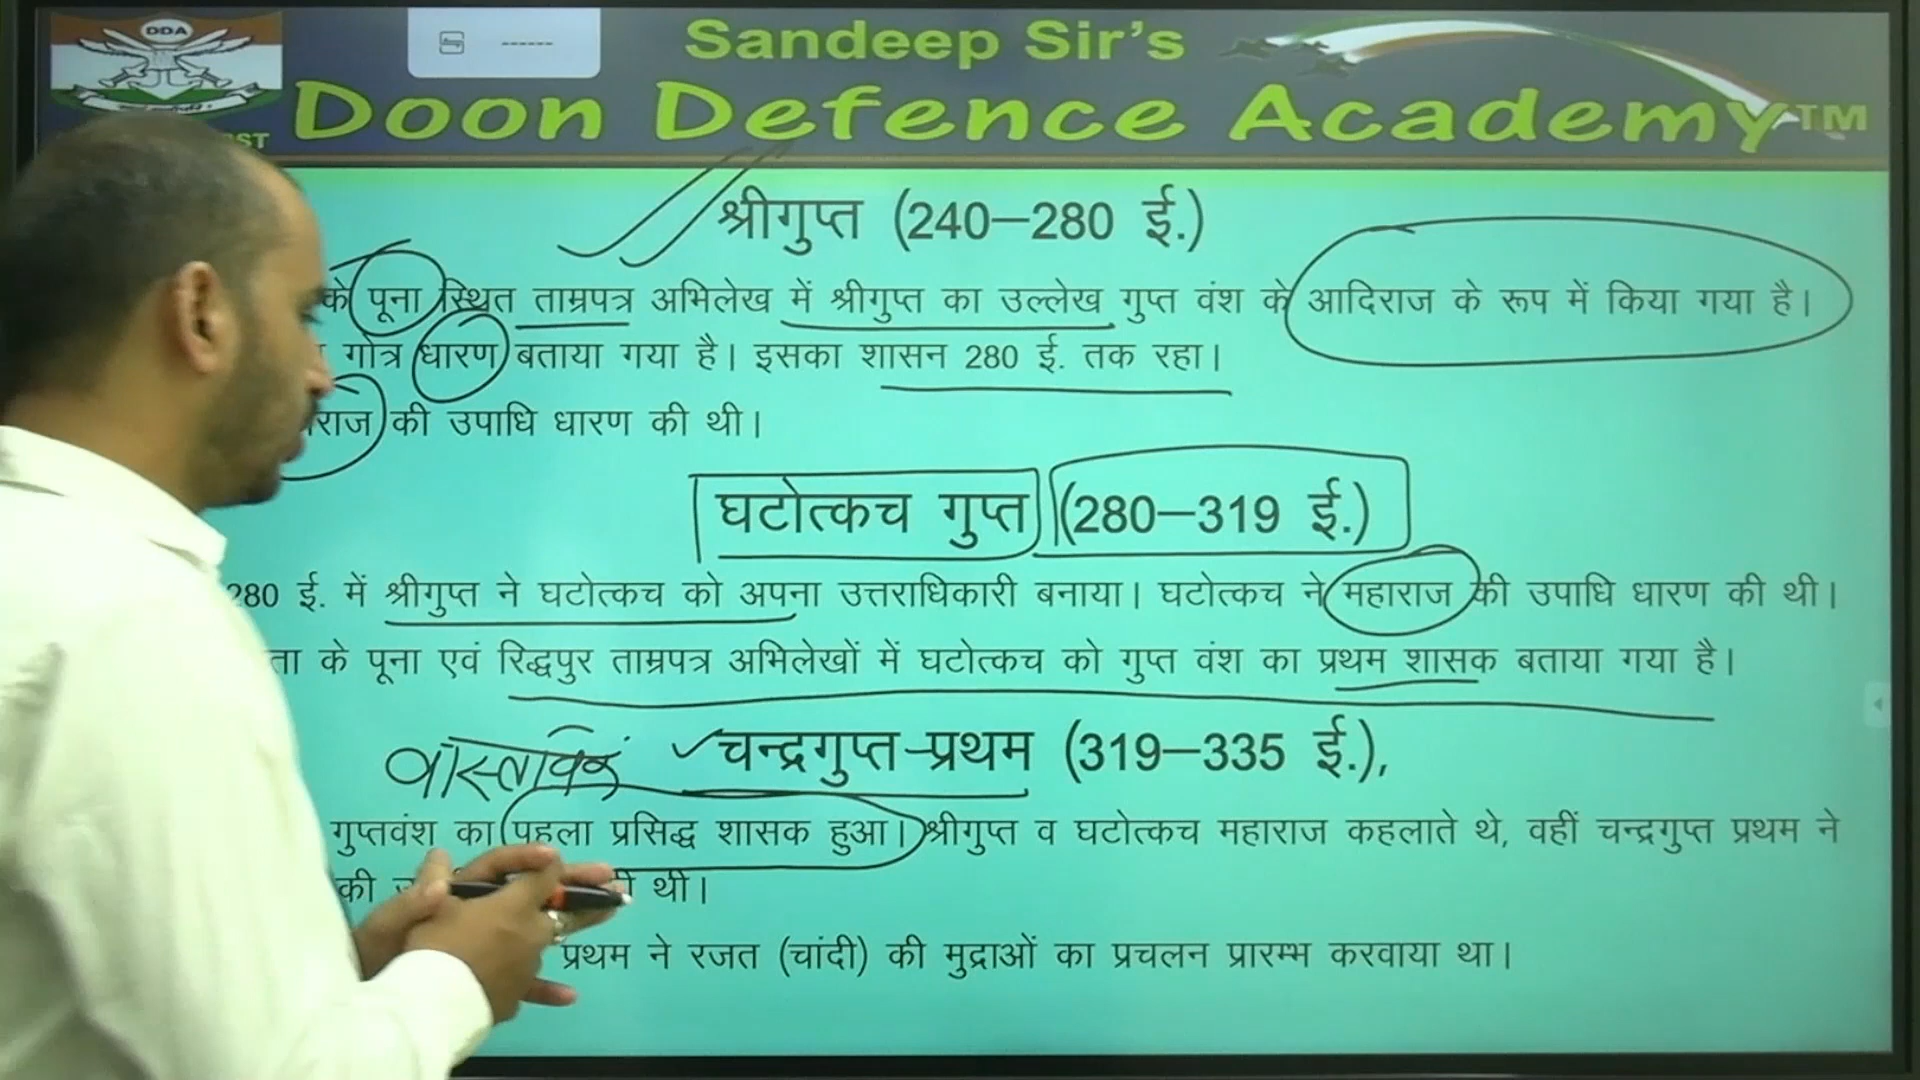 DDA
Sandeep Sir's
Doon Defence Academy™
श्रीगुप्त (240–280 ई.)
के पूना स्थित ताम्रपत्र अभिलेख में श्रीगुप्त का उल्लेख गुप्त वंश के आदिराज के रूप में किया गया है।
गोत्र धारण बताया गया है। इसका शासन 280 ई. तक रहा।
की उपाधि धारण की थी।
घटोत्कच गुप्त (280–319 ई.)
280 ई. में श्रीगुप्त ने घटोत्कच को अपना उत्तराधिकारी बनाया। घटोत्कच ने महाराज की उपाधि धारण की थी।
के पूना एवं रिद्धपुर ताम्रपत्र अभिलेखों में घटोत्कच को गुप्त वंश का प्रथम शासक बताया गया है।
वास्तविक चन्द्रगुप्त–प्रथम (319–335 ई.),
गुप्तवंश का पहला प्रसिद्ध शासक हुआ। श्रीगुप्त व घटोत्कच महाराज कहलाते थे, वहीं चन्द्रगुप्त प्रथम ने
की थी।
प्रथम ने रजत (चांदी) की मुद्राओं का प्रचलन प्रारम्भ करवाया था।